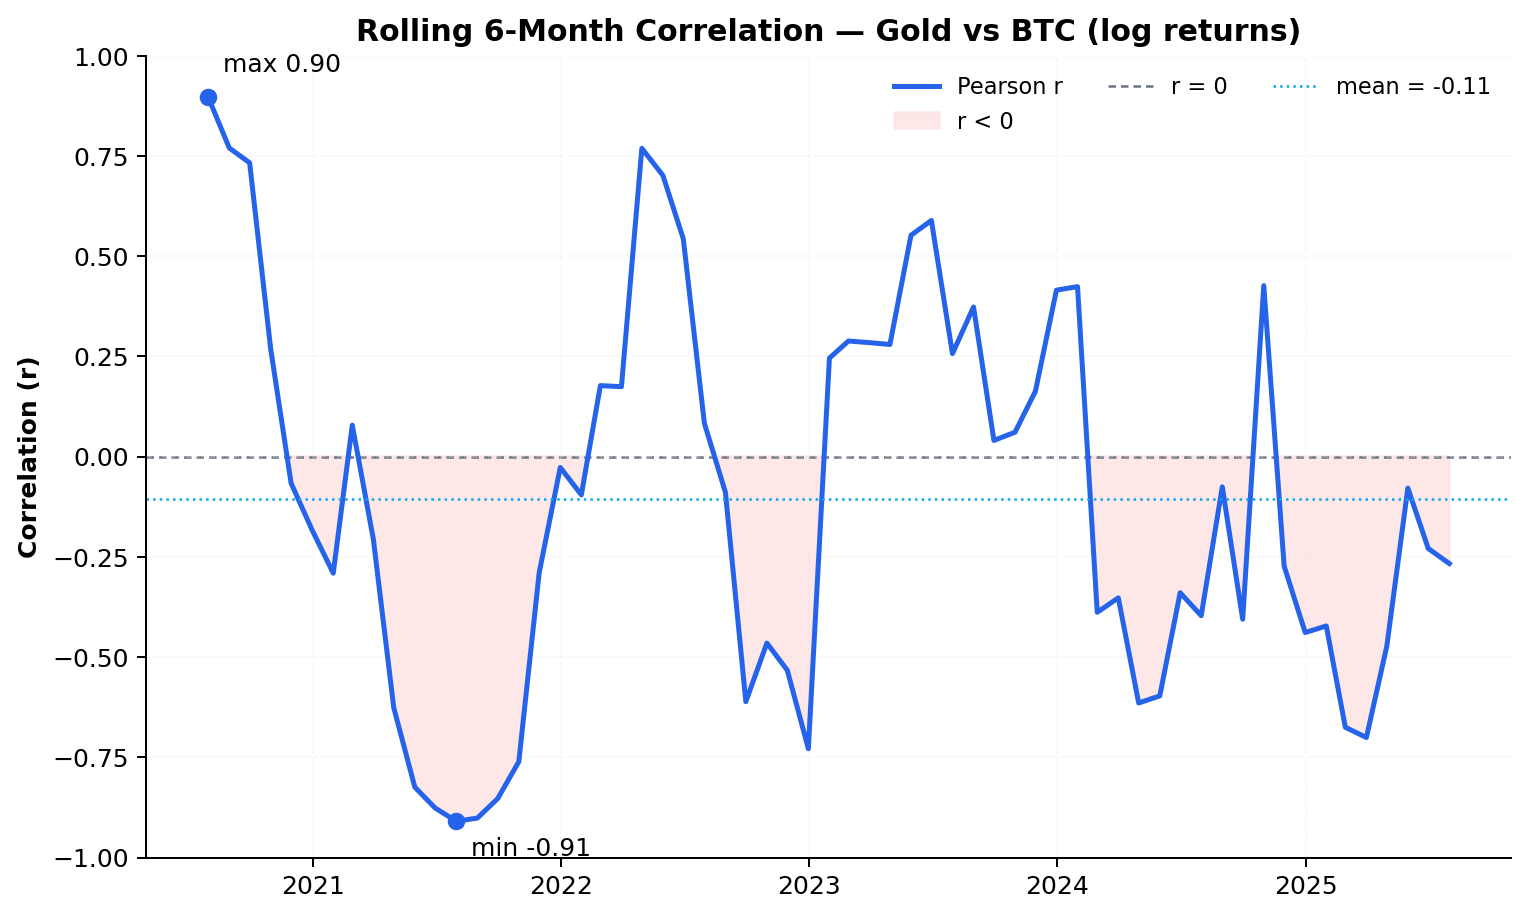 Rolling 6-Month Correlation — Gold vs BTC (log returns)
max 0.90
Pearson r
r < 0
r = 0
mean = -0.11
Correlation (r)
1.00
0.75
0.50
0.25
0.00
−0.25
−0.50
−0.75
−1.00
min -0.91
2021
2022
2023
2024
2025